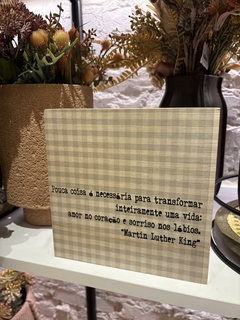 Pouca coisa é necessária para transformar
inteiramente uma vida:
amor no coração e sorriso nos lábios.
"Martin Luther King"